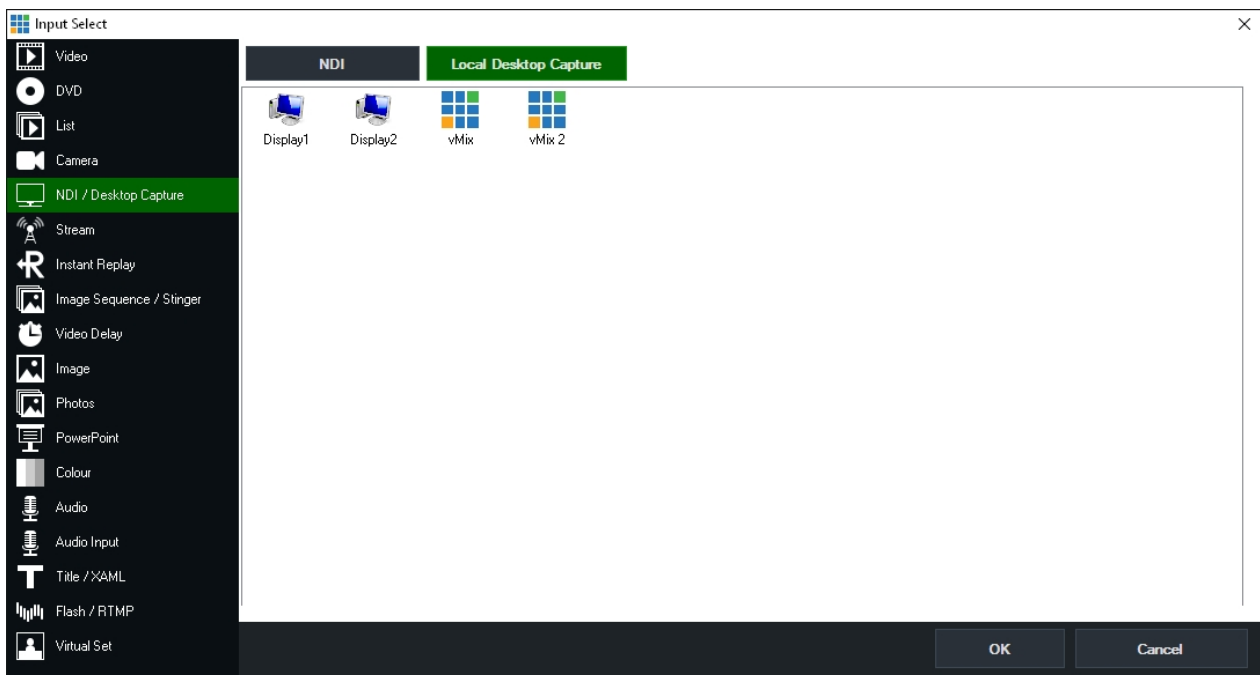 Input Select
Video
DVD
List
Camera
NDI / Desktop Capture
Stream
Instant Replay
Image Sequence / Stinger
Video Delay
Image
Photos
PowerPoint
Colour
Audio
Audio Input
Title / XAML
Flash / RTMP
Virtual Set
NDI Local Desktop Capture
Display1 Display2 vMix vMix 2
OK Cancel